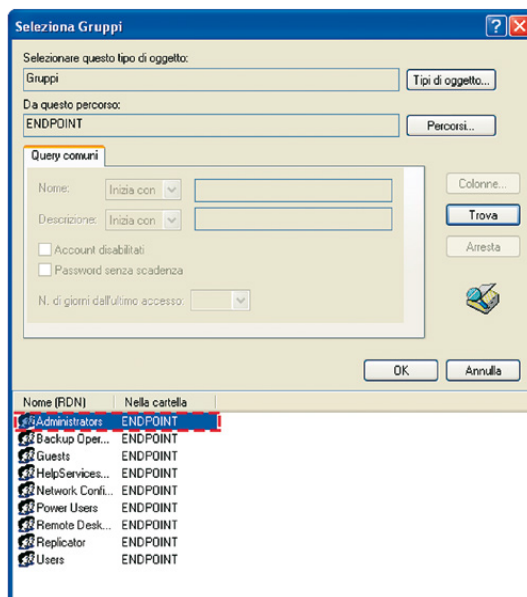 Seleziona Gruppi
Selezionare questo tipo di oggetto:
Gruppi
Tipi di oggetto...
Da questo percorso:
ENDPOINT
Percorsi...
Query comuni
Nome: Inizia con
Colonne...
Descrizione: Inizia con
Trova
Account disabilitati
Arresta
Password senza scadenza
N. di giorni dall'ultimo accesso:
OK Annulla
Nome (RDN) Nella cartella
Administrators ENDPOINT
Backup Oper... ENDPOINT
Guests ENDPOINT
HelpServices... ENDPOINT
Network Confi... ENDPOINT
Power Users ENDPOINT
Remote Desk... ENDPOINT
Replicator ENDPOINT
Users ENDPOINT